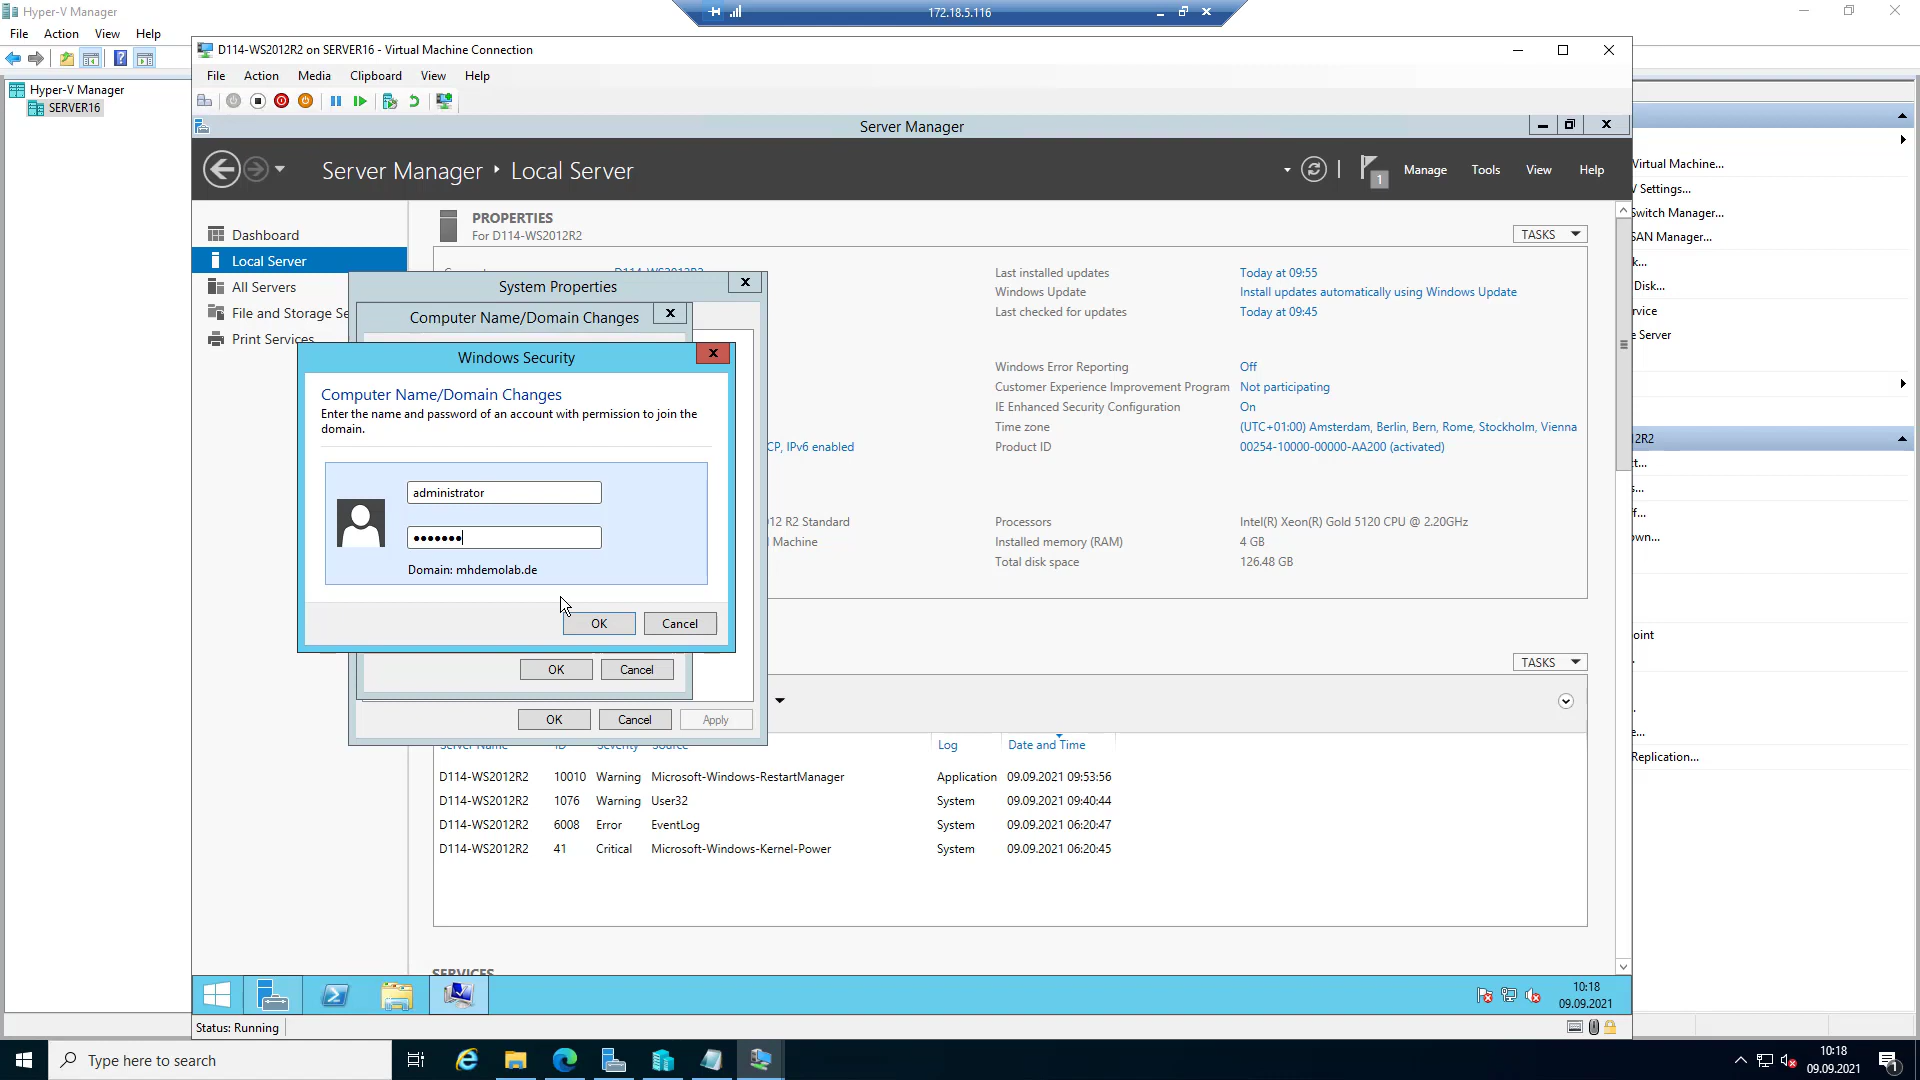 Hyper-V Manager
File Action View Help
172.18.5.116
Hyper-V Manager
SERVER16
D114-WS2012R2 on SERVER16 - Virtual Machine Connection
File Action Media Clipboard View Help
Server Manager
Server Manager Local Server
1
Manage Tools View Help
Dashboard
Local Server
All Servers
File and Storage Se
Print Services
PROPERTIES
For D114-WS2012R2
TASKS
Last installed updates Today at 09:55
Windows Update Install updates automatically using Windows Update
Last checked for updates Today at 09:45
Windows Error Reporting Off
Customer Experience Improvement Program Not participating
IE Enhanced Security Configuration On
Time zone (UTC+01:00) Amsterdam, Berlin, Bern, Rome, Stockholm, Vienna
CP, IPv6 enabled Product ID 00254-10000-00000-AA200 (activated)
12 R2 Standard Processors Intel(R) Xeon(R) Gold 5120 CPU @ 2.20GHz
Machine Installed memory (RAM) 4 GB
Total disk space 126.48 GB
System Properties
Computer Name/Domain Changes
Windows Security
Computer Name/Domain Changes
Enter the name and password of an account with permission to join the
domain.
administrator
•••••••
Domain: mhdemolab.de
OK Cancel
OK Cancel
OK Cancel Apply
TASKS
Server Name ID Severity Source Log Date and Time
D114-WS2012R2 10010 Warning Microsoft-Windows-RestartManager Application 09.09.2021 09:53:56
D114-WS2012R2 1076 Warning User32 System 09.09.2021 09:40:44
D114-WS2012R2 6008 Error EventLog System 09.09.2021 06:20:47
D114-WS2012R2 41 Critical Microsoft-Windows-Kernel-Power System 09.09.2021 06:20:45
SERVICES
10:18
09.09.2021
Status: Running
Virtual Machine...
V Settings...
Switch Manager...
SAN Manager...
k...
Disk...
rvice
e Server
12R2
ct...
s...
ff...
own...
oint
...
e...
Replication...
Type here to search
10:18
09.09.2021
1